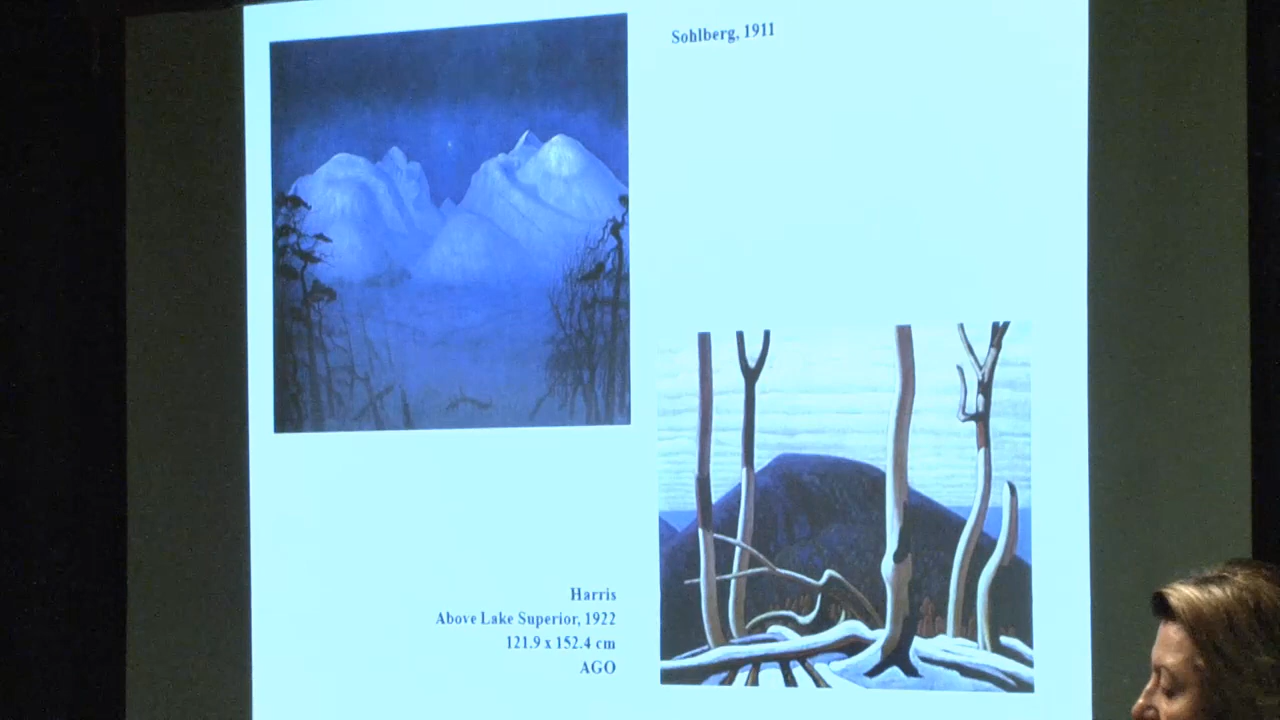 Sohlberg, 1911
Harris
Above Lake Superior, 1922
121.9 x 152.4 cm
AGO